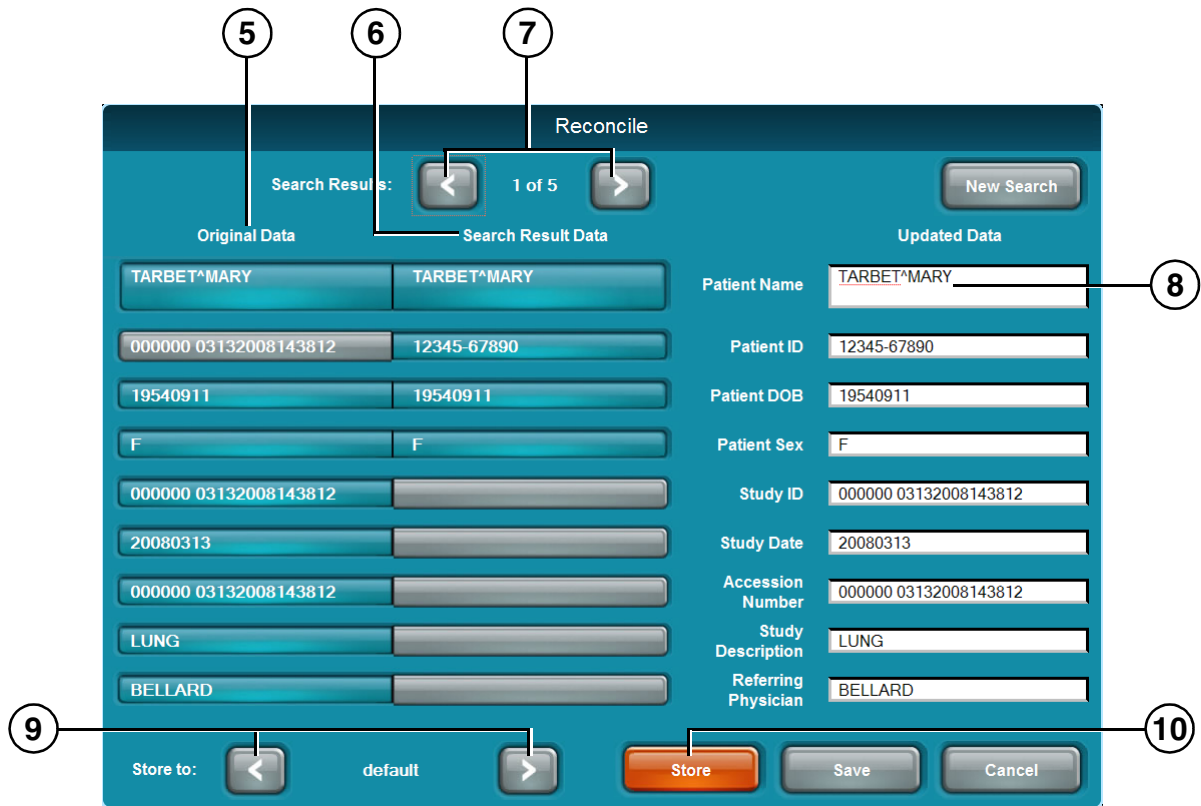 5 6 7
Reconcile
Search Results: < 1 of 5 > New Search
Original Data Search Result Data Updated Data
TARBET^MARY TARBET^MARY Patient Name TARBET^MARY 8
000000 03132008143812 12345-67890 Patient ID 12345-67890
19540911 19540911 Patient DOB 19540911
F F Patient Sex F
000000 03132008143812 Study ID 000000 03132008143812
20080313 Study Date 20080313
000000 03132008143812 Accession Number 000000 03132008143812
LUNG Study Description LUNG
BELLARD Referring Physician BELLARD
9 10
Store to: < default > Store Save Cancel